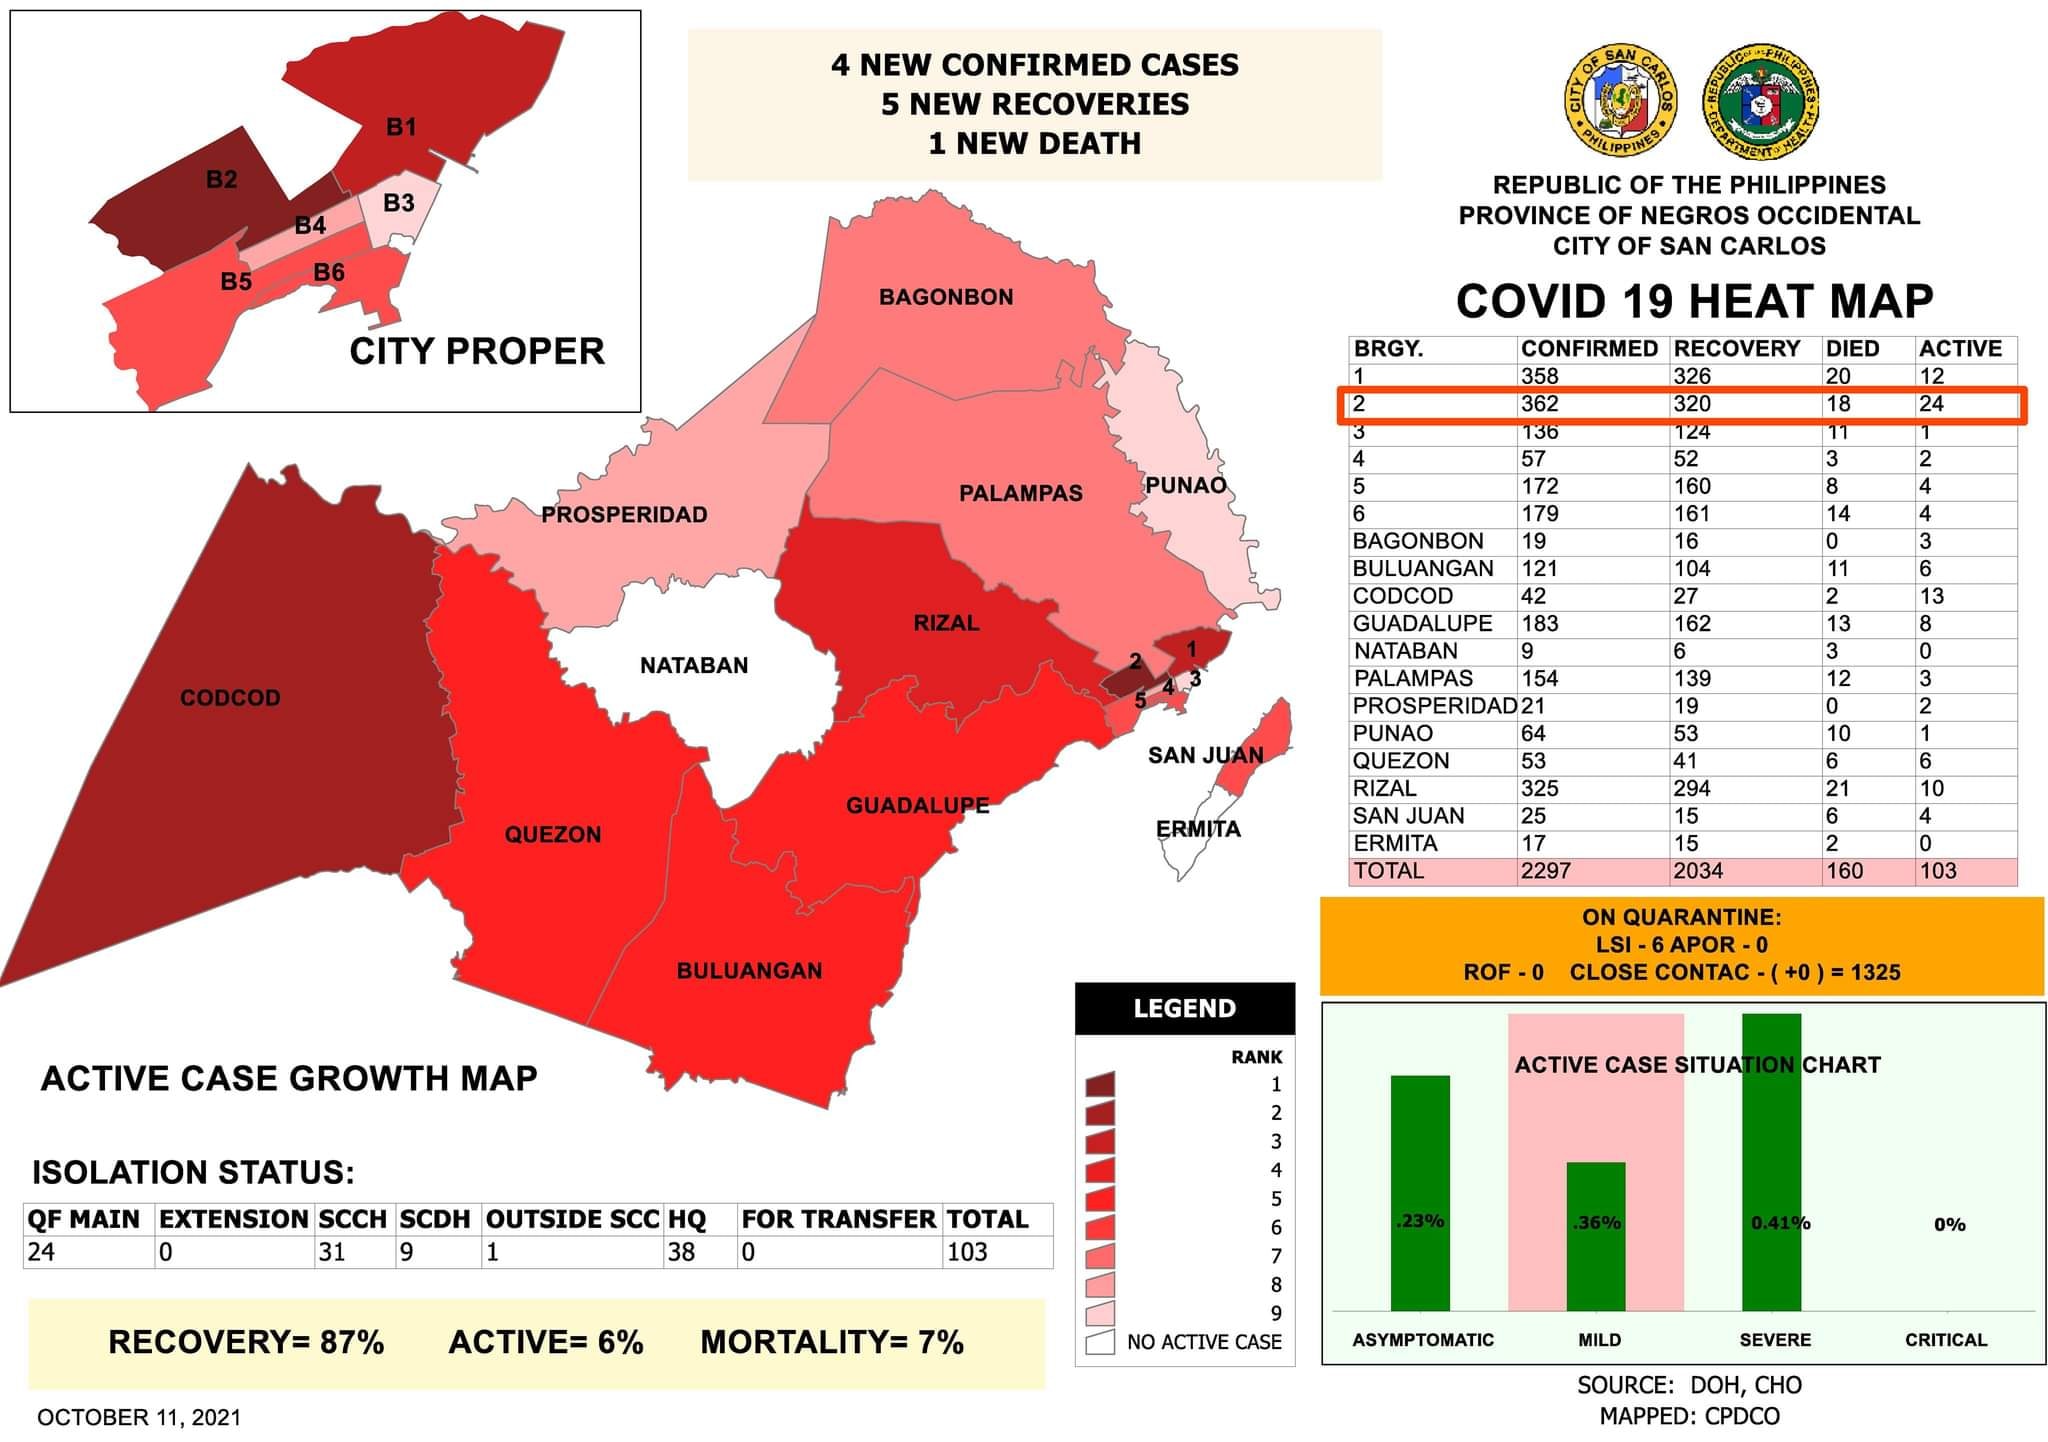 B1
B2
B3
B4
B5
B6
CITY PROPER
4 NEW CONFIRMED CASES
5 NEW RECOVERIES
1 NEW DEATH
CITY OF SAN CARLOS
PHILIPPINES
REPUBLIC OF THE PHILIPPINES
DEPARTMENT OF HEALTH
REPUBLIC OF THE PHILIPPINES
PROVINCE OF NEGROS OCCIDENTAL
CITY OF SAN CARLOS
COVID 19 HEAT MAP
BRGY. CONFIRMED RECOVERY DIED ACTIVE
1 358 326 20 12
2 362 320 18 24
3 136 124 11 1
4 57 52 3 2
5 172 160 8 4
6 179 161 14 4
BAGONBON 19 16 0 3
BULUANGAN 121 104 11 6
CODCOD 42 27 2 13
GUADALUPE 183 162 13 8
NATABAN 9 6 3 0
PALAMPAS 154 139 12 3
PROSPERIDAD 21 19 0 2
PUNAO 64 53 10 1
QUEZON 53 41 6 6
RIZAL 325 294 21 10
SAN JUAN 25 15 6 4
ERMITA 17 15 2 0
TOTAL 2297 2034 160 103
BAGONBON
PALAMPAS
PUNAO
PROSPERIDAD
RIZAL
NATABAN
CODCOD
1
2
3
4
5
SAN JUAN
GUADALUPE
ERMITA
QUEZON
BULUANGAN
ON QUARANTINE:
LSI - 6 APOR - 0
ROF - 0 CLOSE CONTAC - ( +0 ) = 1325
LEGEND
RANK
1
2
3
4
5
6
7
8
9
NO ACTIVE CASE
ACTIVE CASE SITUATION CHART
.23% .36% 0.41% 0%
ASYMPTOMATIC MILD SEVERE CRITICAL
ACTIVE CASE GROWTH MAP
ISOLATION STATUS:
QF MAIN EXTENSION SCCH SCDH OUTSIDE SCC HQ FOR TRANSFER TOTAL
24 0 31 9 1 38 0 103
RECOVERY= 87% ACTIVE= 6% MORTALITY= 7%
OCTOBER 11, 2021
SOURCE: DOH, CHO
MAPPED: CPDCO